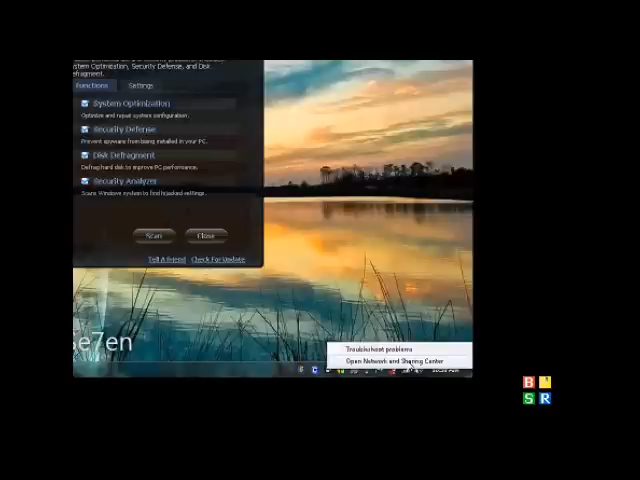 System Optimization, Security Defense, and Disk
efragment.
Functions
Settings
System Optimization
Optimize and repair system configuration.
Security Defense
Prevent spyware from being installed in your PC.
Disk Defragment
Defrag hard disk to improve PC performance.
Security Analyzer
Scans Windows system to find hijacked settings.
Scan
Close
Tell A friend
Check For Update
e7en
Troubleshoot problems
Open Network and Sharing Center
B
S R